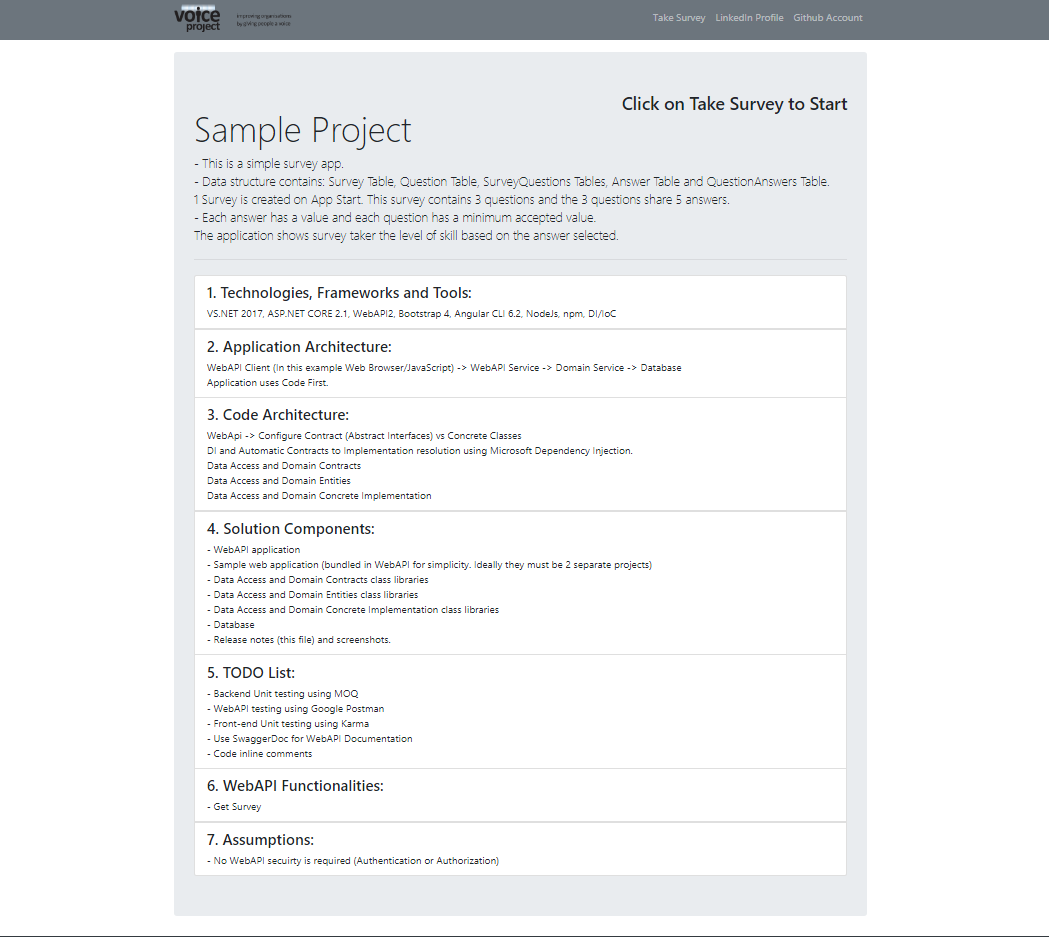 voice
project
improving organisations
by giving people a voice
Take Survey LinkedIn Profile Github Account
Click on Take Survey to Start
Sample Project
- This is a simple survey app.
- Data structure contains: Survey Table, Question Table, SurveyQuestions Tables, Answer Table and QuestionAnswers Table.
1 Survey is created on App Start. This survey contains 3 questions and the 3 questions share 5 answers.
- Each answer has a value and each question has a minimum accepted value.
The application shows survey taker the level of skill based on the answer selected.
1. Technologies, Frameworks and Tools:
VS.NET 2017, ASP.NET CORE 2.1, WebAPI2, Bootstrap 4, Angular CLI 6.2, NodeJs, npm, DI/IoC
2. Application Architecture:
WebAPI Client (In this example Web Browser/JavaScript) -> WebAPI Service -> Domain Service -> Database
Application uses Code First.
3. Code Architecture:
WebApi -> Configure Contract (Abstract Interfaces) vs Concrete Classes
DI and Automatic Contracts to Implementation resolution using Microsoft Dependency Injection.
Data Access and Domain Contracts
Data Access and Domain Entities
Data Access and Domain Concrete Implementation
4. Solution Components:
- WebAPI application
- Sample web application (bundled in WebAPI for simplicity. Ideally they must be 2 separate projects)
- Data Access and Domain Contracts class libraries
- Data Access and Domain Entities class libraries
- Data Access and Domain Concrete Implementation class libraries
- Database
- Release notes (this file) and screenshots.
5. TODO List:
- Backend Unit testing using MOQ
- WebAPI testing using Google Postman
- Front-end Unit testing using Karma
- Use SwaggerDoc for WebAPI Documentation
- Code inline comments
6. WebAPI Functionalities:
- Get Survey
7. Assumptions:
- No WebAPI secuirty is required (Authentication or Authorization)